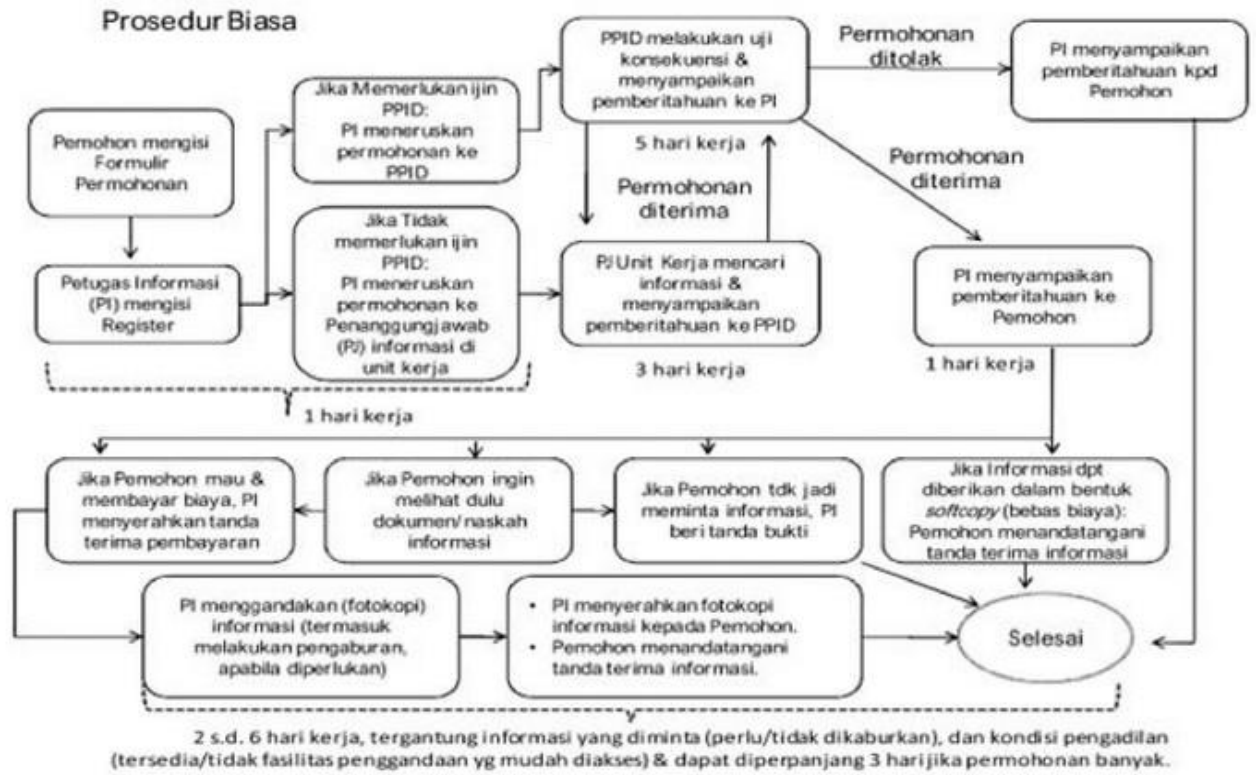 Prosedur Biasa
Pemohon mengisi
Formulir
Permohonan
Petugas Informasi
(PI) mengisi
Register
Jika Memerlukan ijin
PPID:
PI meneruskan
permohonan ke
PPID
Jika Tidak
memerlukan ijin
PPID:
PI meneruskan
permohonan ke
Penanggungjawab
(PJ) informasi di
unit kerja
1 hari kerja
PPID melakukan uji
konsekuensi &
menyampaikan
pemberitahuan ke PI
5 hari kerja
Permohonan
diterima
PJ Unit Kerja mencari
informasi &
menyampaikan
pemberitahuan ke PPID
3 hari kerja
Permohonan
ditolak
PI menyampaikan
pemberitahuan kpd
Pemohon
Permohonan
diterima
PI menyampaikan
pemberitahuan ke
Pemohon
1 hari kerja
Jika Pemohon mau &
membayar biaya, PI
menyerahkan tanda
terima pembayaran
Jika Pemohon ingin
melihat dulu
dokumen/naskah
informasi
Jika Pemohon tdk jadi
meminta informasi, PI
beri tanda bukti
Jika Informasi dpt
diberikan dalam bentuk
softcopy (bebas biaya):
Pemohon menandatangani
tanda terima informasi
PI menggandakan (fotokopi)
informasi (termasuk
melakukan pengaburan,
apabila diperlukan)
• PI menyerahkan fotokopi
informasi kepada Pemohon.
• Pemohon menandatangani
tanda terima informasi.
Selesai
2 s.d. 6 hari kerja, tergantung informasi yang diminta (perlu/tidak dikaburkan), dan kondisi pengadilan
(tersedia/tidak fasilitas penggandaan yg mudah diakses) & dapat diperpanjang 3 hari jika permohonan banyak.